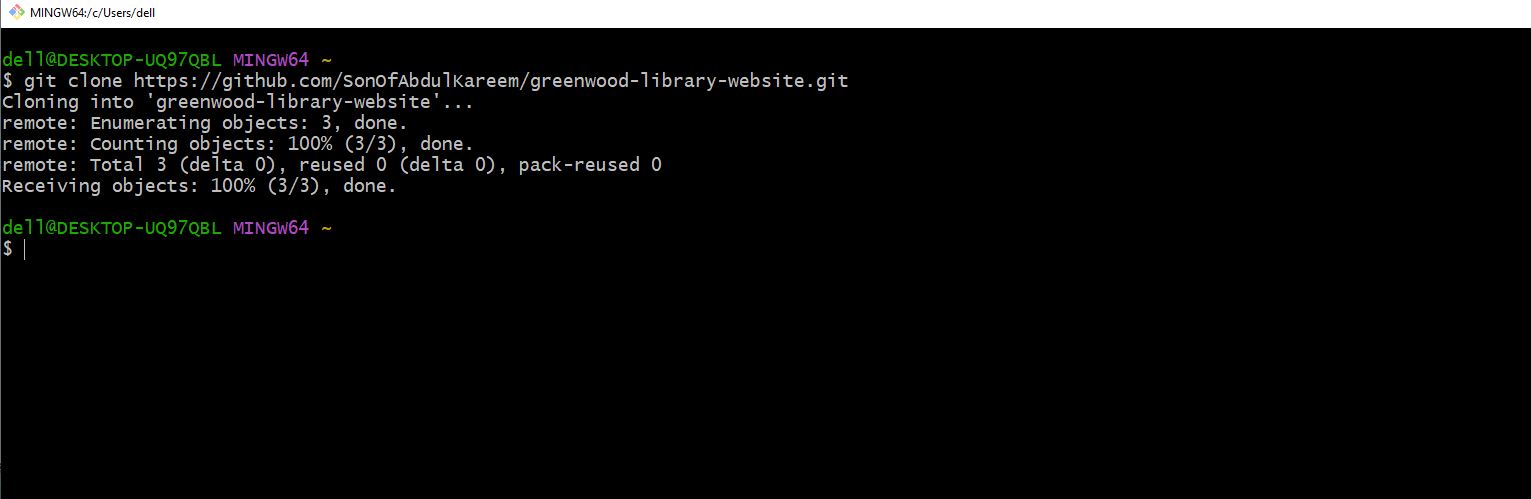 MINGW64:/c/Users/dell
dell@DESKTOP-UQ97QBL MINGW64 ~
$ git clone https://github.com/SonOfAbdulKareem/greenwood-library-website.git
Cloning into 'greenwood-library-website'...
remote: Enumerating objects: 3, done.
remote: Counting objects: 100% (3/3), done.
remote: Total 3 (delta 0), reused 0 (delta 0), pack-reused 0
Receiving objects: 100% (3/3), done.
dell@DESKTOP-UQ97QBL MINGW64 ~
$